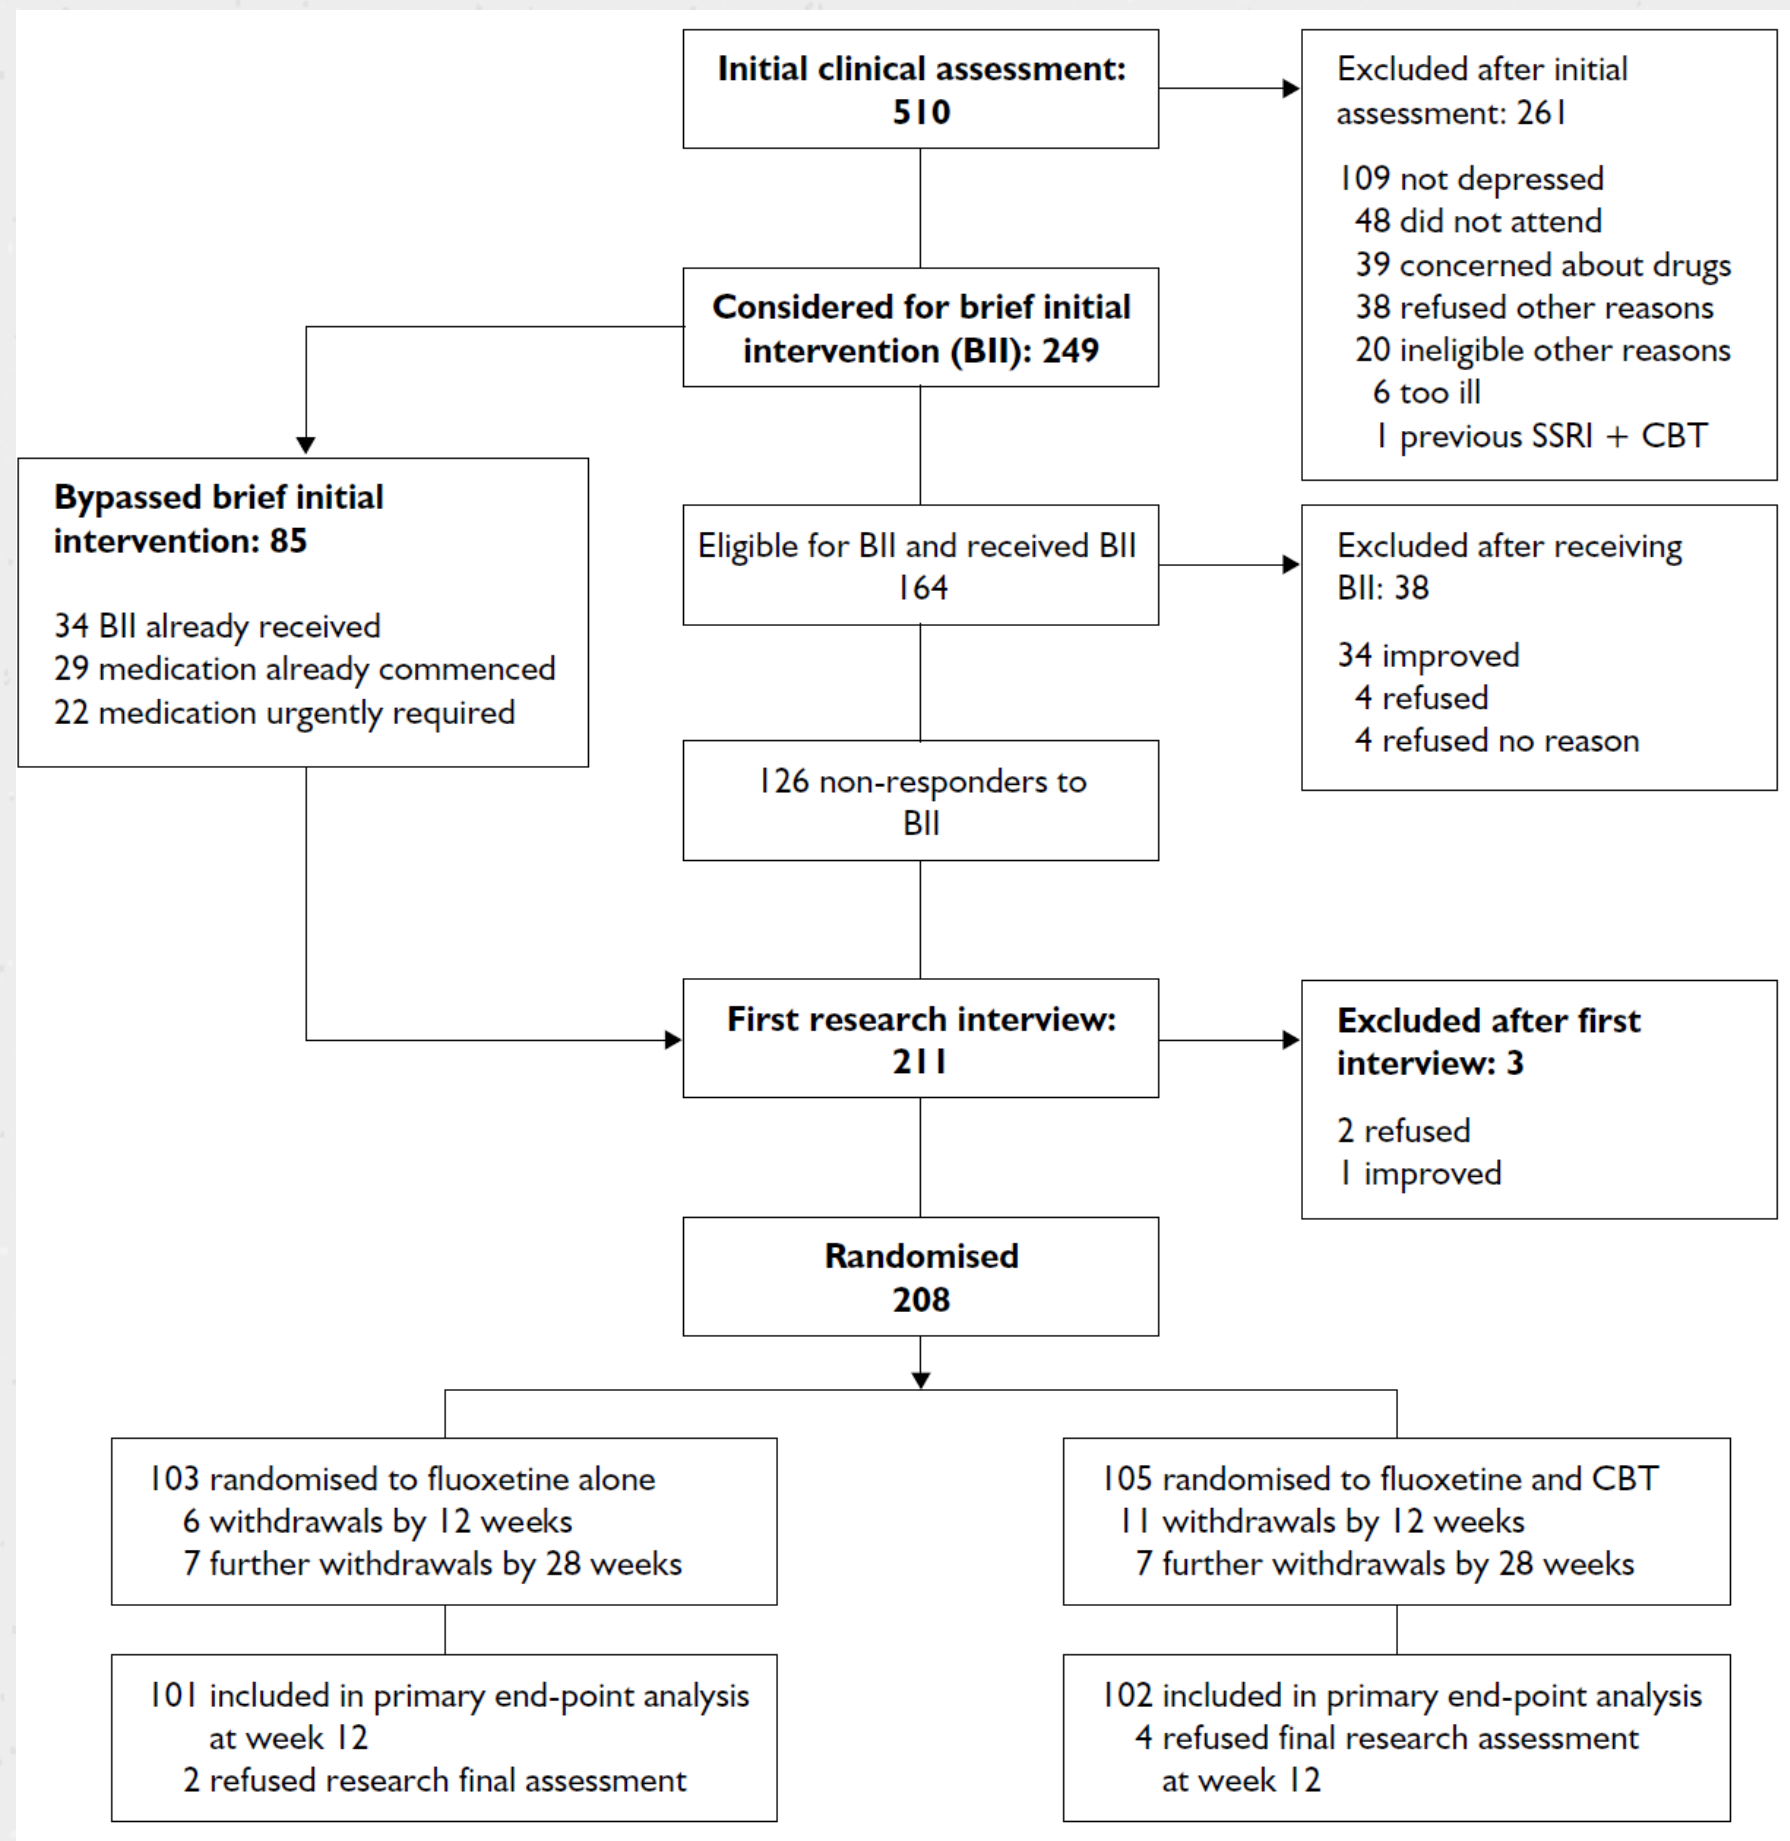 Initial clinical assessment:
510
Excluded after initial
assessment: 261
109 not depressed
48 did not attend
39 concerned about drugs
38 refused other reasons
20 ineligible other reasons
6 too ill
1 previous SSRI + CBT
Considered for brief initial
intervention (BII): 249
Bypassed brief initial
intervention: 85
34 BII already received
29 medication already commenced
22 medication urgently required
Eligible for BII and received BII
164
Excluded after receiving
BII: 38
34 improved
4 refused
4 refused no reason
126 non-responders to
BII
First research interview:
211
Excluded after first
interview: 3
2 refused
1 improved
Randomised
208
103 randomised to fluoxetine alone
6 withdrawals by 12 weeks
7 further withdrawals by 28 weeks
105 randomised to fluoxetine and CBT
11 withdrawals by 12 weeks
7 further withdrawals by 28 weeks
101 included in primary end-point analysis
at week 12
2 refused research final assessment
102 included in primary end-point analysis
4 refused final research assessment
at week 12